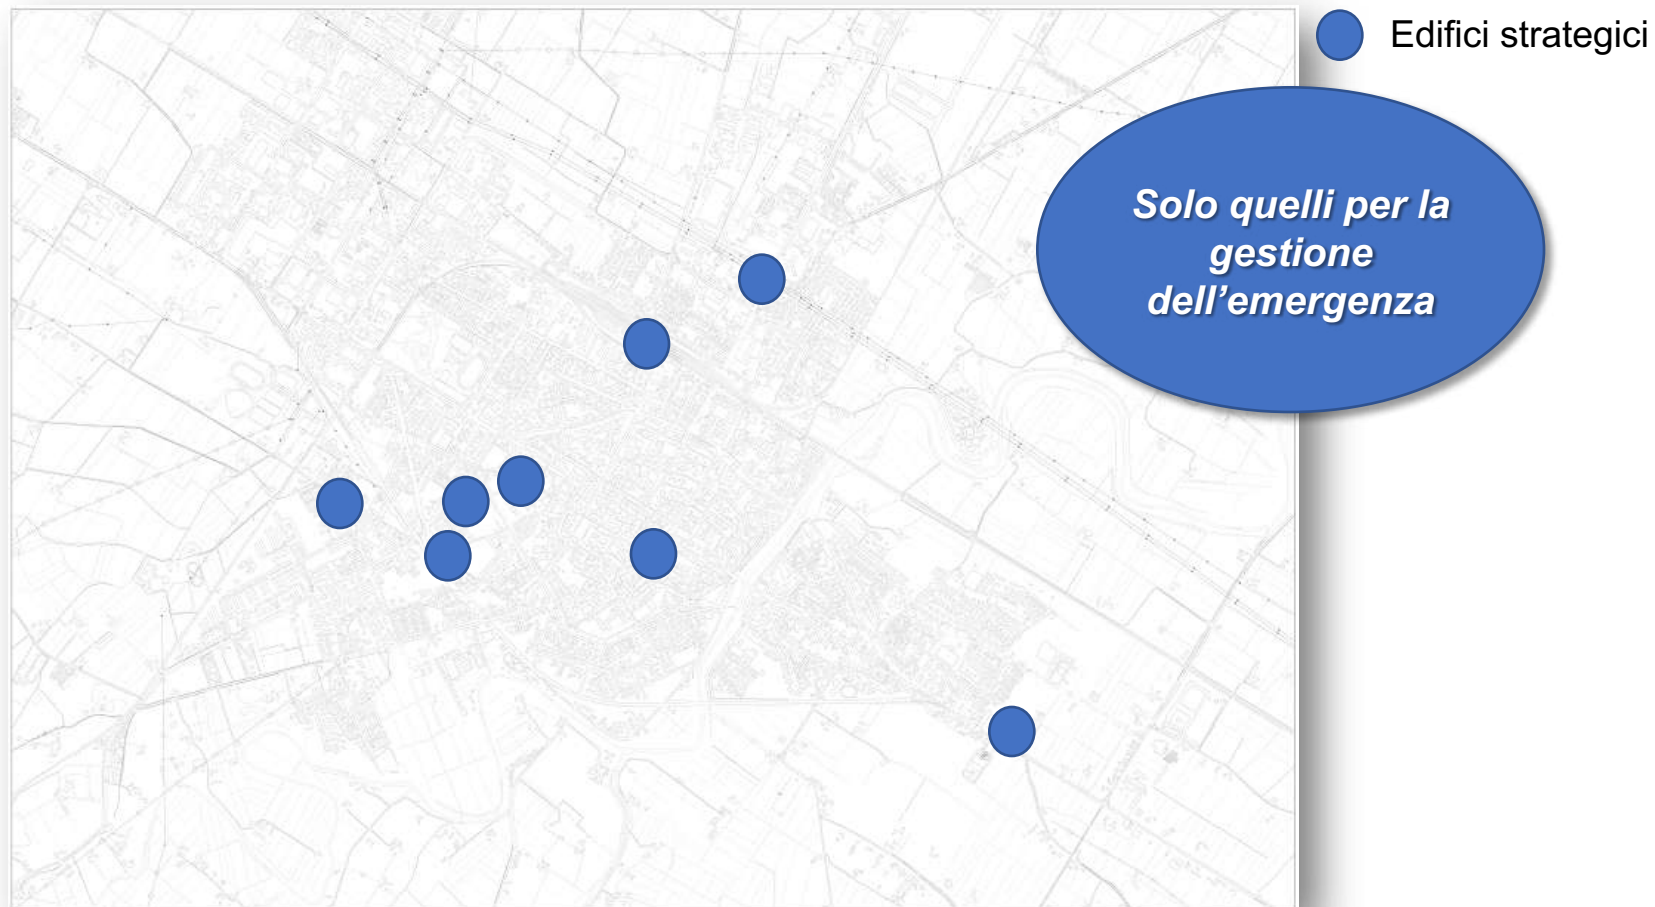 Edifici strategici
Solo quelli per la
gestione
dell’emergenza